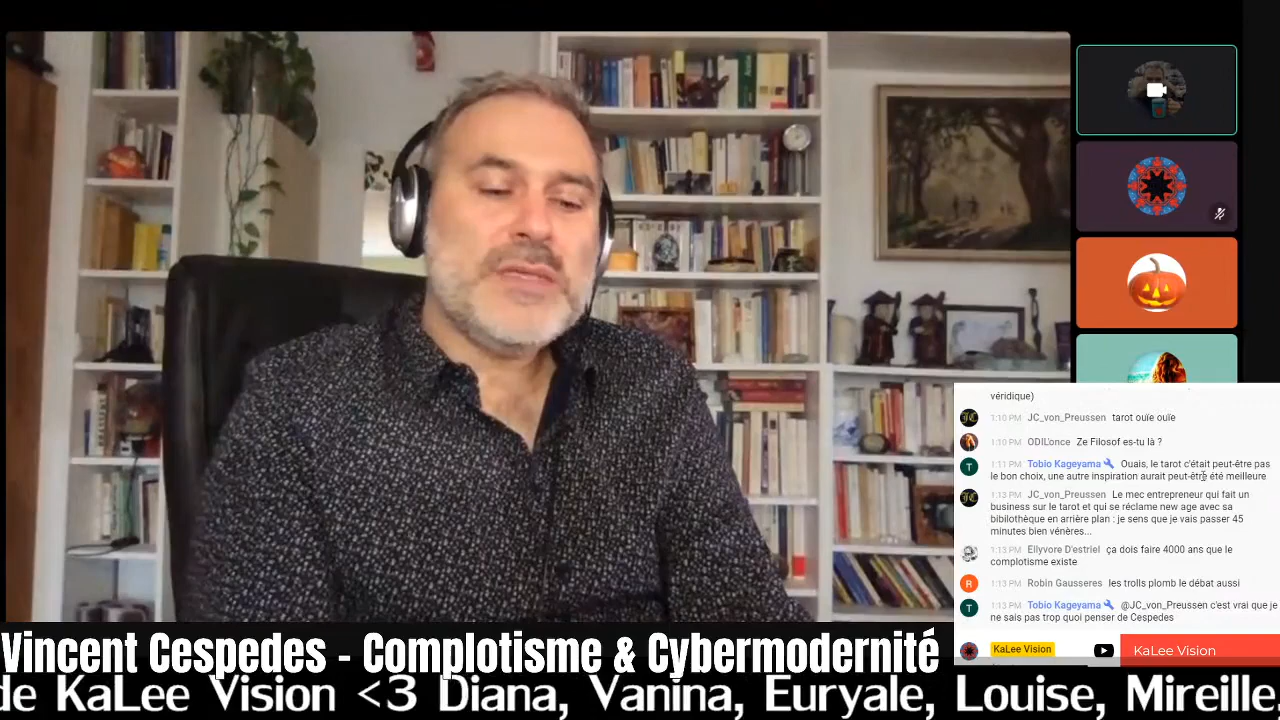 véridique)
1:10 PM JC_von_Preussen tarot ouïe ouïe
1:10 PM ODIL'once Ze Filosof es-tu là ?
1:11 PM Tobio Kageyama Ouais, le tarot c'était peut-être pas
le bon choix, une autre inspiration aurait peut-être été meilleure
1:13 PM JC_von_Preussen Le mec entrepreneur qui fait un
business sur le tarot et qui se réclame new age avec sa
bibilothèque en arrière plan : je sens que je vais passer 45
minutes bien vénères...
1:13 PM Ellyvore D'estriel ça dois faire 4000 ans que le
complotisme existe
1:13 PM Robin Gausseres les trolls plomb le débat aussi
1:13 PM Tobio Kageyama @JC_von_Preussen c'est vrai que je
ne sais pas trop quoi penser de Cespedes
KaLee Vision
KaLee Vision
Vincent Cespedes - Complotisme & Cybermodernité
de KaLee Vision <3 Diana, Vanina, Euryale, Louise, Mireille,